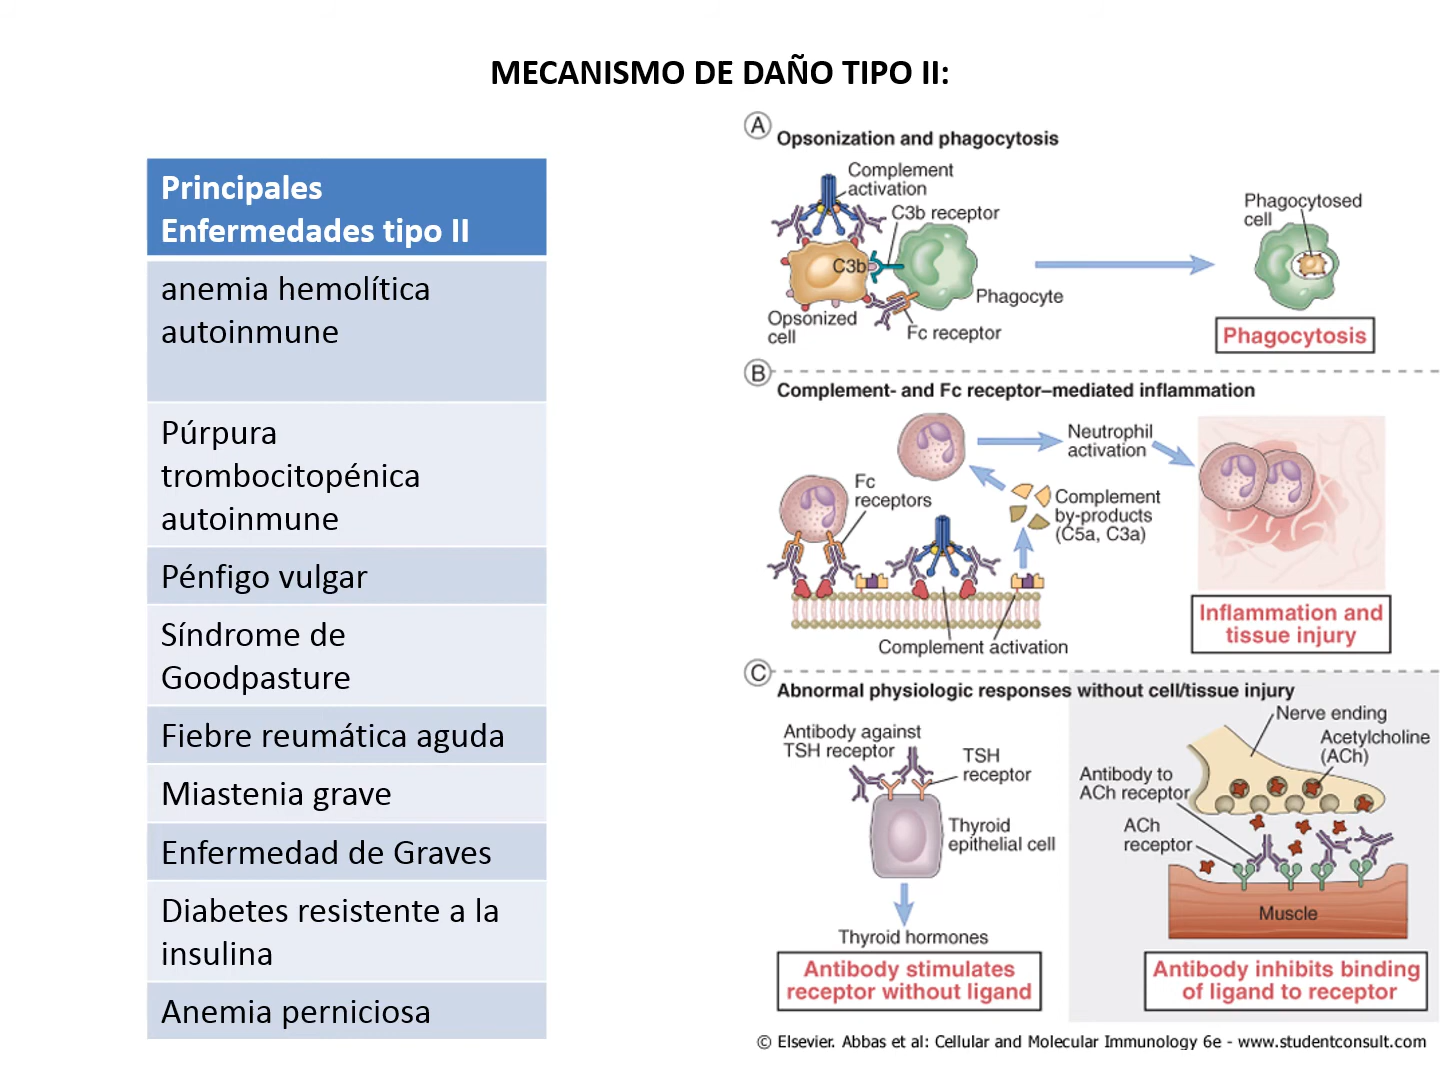 MECANISMO DE DAÑO TIPO II:
Principales
Enfermedades tipo II
anemia hemolítica
autoinmune
Púrpura
trombocitopénica
autoinmune
Pénfigo vulgar
Síndrome de
Goodpasture
Fiebre reumática aguda
Miastenia grave
Enfermedad de Graves
Diabetes resistente a la
insulina
Anemia perniciosa
A
Opsonization and phagocytosis
Complement
activation
C3b receptor
C3b
Phagocyte
Opsonized
cell
Fc receptor
Phagocytosed
cell
Phagocytosis
B
Complement- and Fc receptor–mediated inflammation
Neutrophil
activation
Fc
receptors
Complement
by-products
(C5a, C3a)
Complement activation
Inflammation and
tissue injury
C
Abnormal physiologic responses without cell/tissue injury
Antibody against
TSH receptor
TSH
receptor
Thyroid
epithelial cell
Thyroid hormones
Antibody stimulates
receptor without ligand
Nerve ending
Acetylcholine
(ACh)
Antibody to
ACh receptor
ACh
receptor
Muscle
Antibody inhibits binding
of ligand to receptor
© Elsevier. Abbas et al: Cellular and Molecular Immunology 6e - www.studentconsult.com